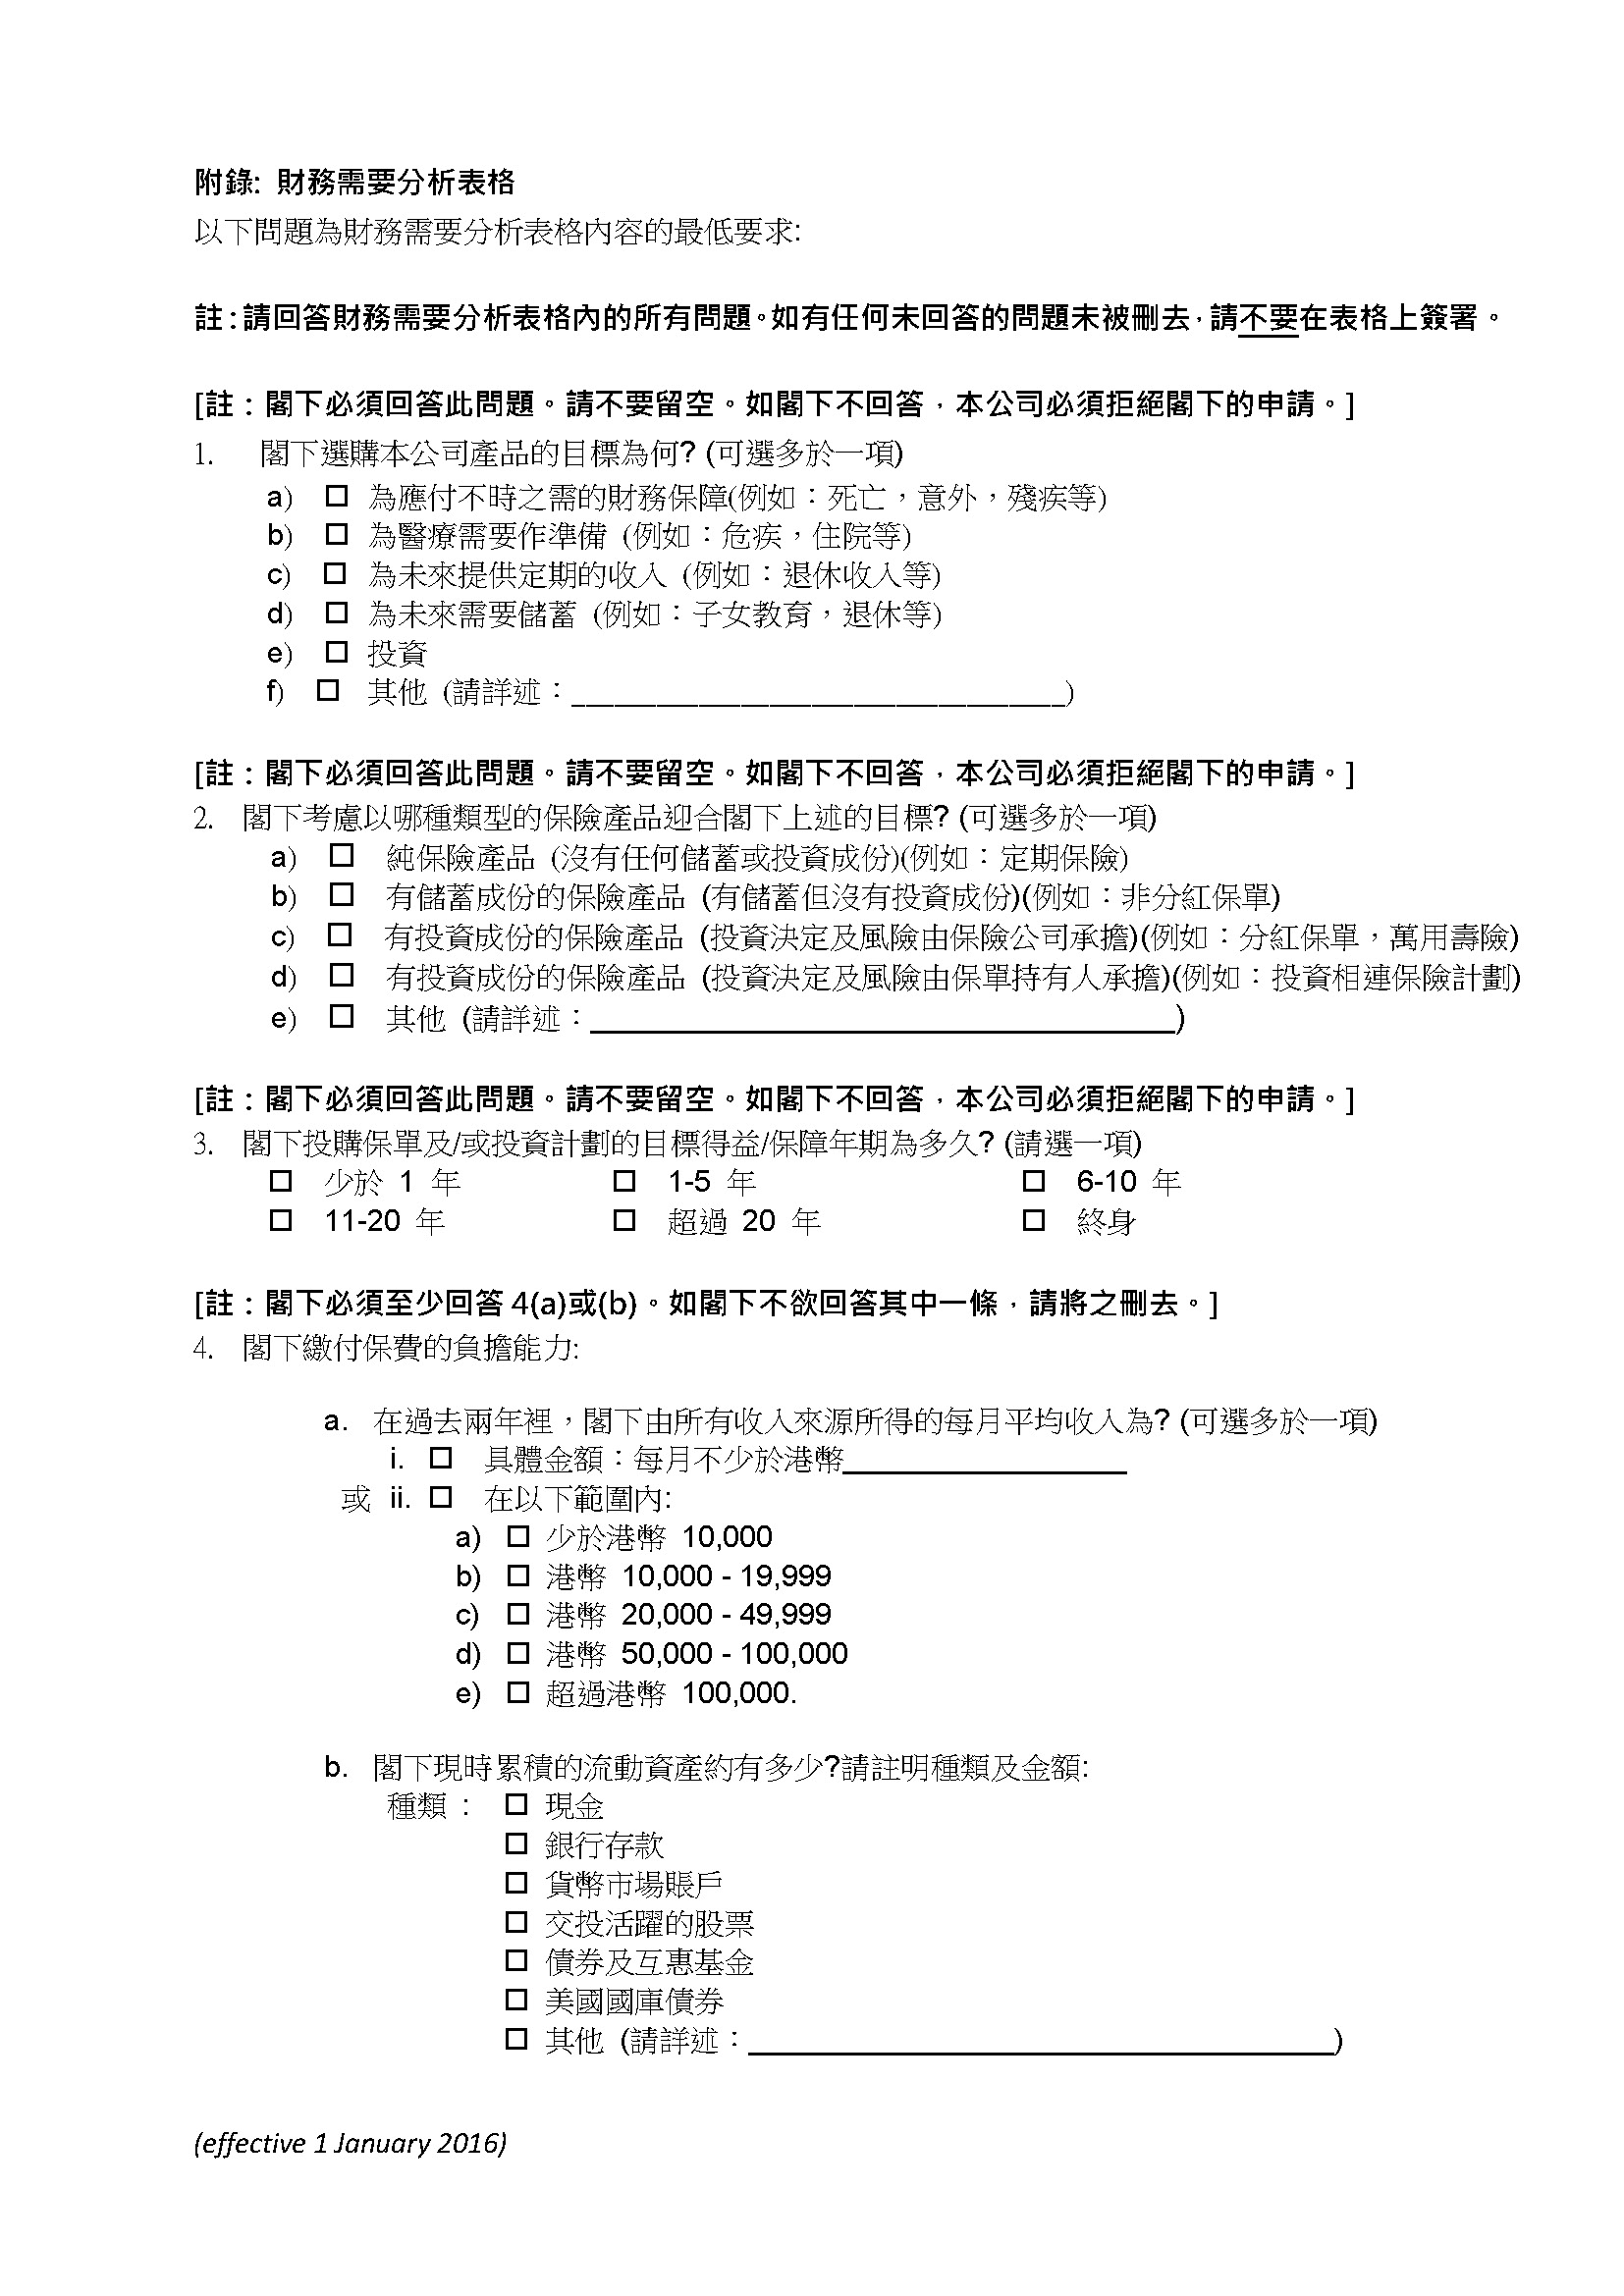 附錄: 財務需要分析表格
以下問題為財務需要分析表格內容的最低要求:
註:請回答財務需要分析表格內的所有問題。如有任何未回答的問題未被刪去,請不要在表格上簽署。
[註：閣下必須回答此問題。請不要留空。如閣下不回答，本公司必須拒絕閣下的申請。]
1. 閣下選購本公司產品的目標為何? (可選多於一項)
a) ☐ 為應付不時之需的財務保障(例如：死亡，意外，殘疾等)
b) ☐ 為醫療需要作準備 (例如：危疾，住院等)
c) ☐ 為未來提供定期的收入 (例如：退休收入等)
d) ☐ 為未來需要儲蓄 (例如：子女教育，退休等)
e) ☐ 投資
f) ☐ 其他 (請詳述：___________________________________)
[註：閣下必須回答此問題。請不要留空。如閣下不回答，本公司必須拒絕閣下的申請。]
2. 閣下考慮以哪種類型的保險產品迎合閣下上述的目標? (可選多於一項)
a) ☐ 純保險產品 (沒有任何儲蓄或投資成份)(例如：定期保險)
b) ☐ 有儲蓄成份的保險產品 (有儲蓄但沒有投資成份)(例如：非分紅保單)
c) ☐ 有投資成份的保險產品 (投資決定及風險由保險公司承擔)(例如：分紅保單，萬用壽險)
d) ☐ 有投資成份的保險產品 (投資決定及風險由保單持有人承擔)(例如：投資相連保險計劃)
e) ☐ 其他 (請詳述：___________________________________)
[註：閣下必須回答此問題。請不要留空。如閣下不回答，本公司必須拒絕閣下的申請。]
3. 閣下投購保單及/或投資計劃的目標得益/保障年期為多久? (請選一項)
☐ 少於 1 年 ☐ 1-5 年 ☐ 6-10 年
☐ 11-20 年 ☐ 超過 20 年 ☐ 終身
[註：閣下必須至少回答 4(a)或(b)。如閣下不欲回答其中一條，請將之刪去。]
4. 閣下繳付保費的負擔能力:
a. 在過去兩年裡，閣下由所有收入來源所得的每月平均收入為? (可選多於一項)
i. ☐ 具體金額：每月不少於港幣_________________
或 ii. ☐ 在以下範圍內:
a) ☐ 少於港幣 10,000
b) ☐ 港幣 10,000 - 19,999
c) ☐ 港幣 20,000 - 49,999
d) ☐ 港幣 50,000 - 100,000
e) ☐ 超過港幣 100,000.
b. 閣下現時累積的流動資產約有多少?請註明種類及金額:
種類 : ☐ 現金
☐ 銀行存款
☐ 貨幣市場賬戶
☐ 交投活躍的股票
☐ 債券及互惠基金
☐ 美國國庫債券
☐ 其他 (請詳述：___________________________________)
(effective 1 January 2016)